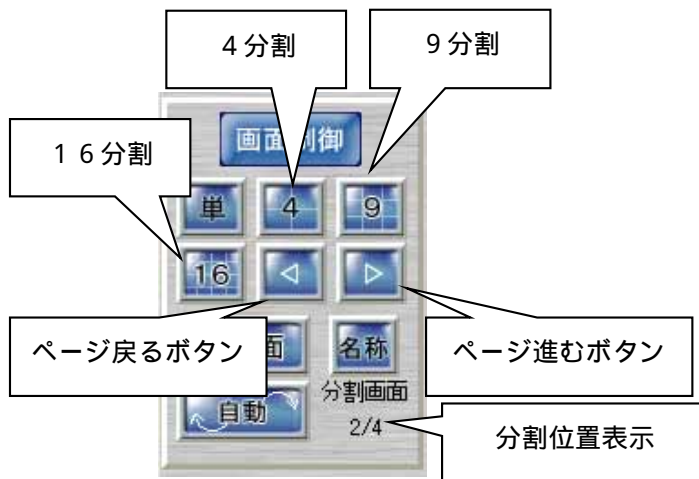 ４分割
９分割
画面制御
１６分割
単
4
9
16
ページ戻るボタン
面
名称
ページ進むボタン
自動
分割画面
2/4
分割位置表示